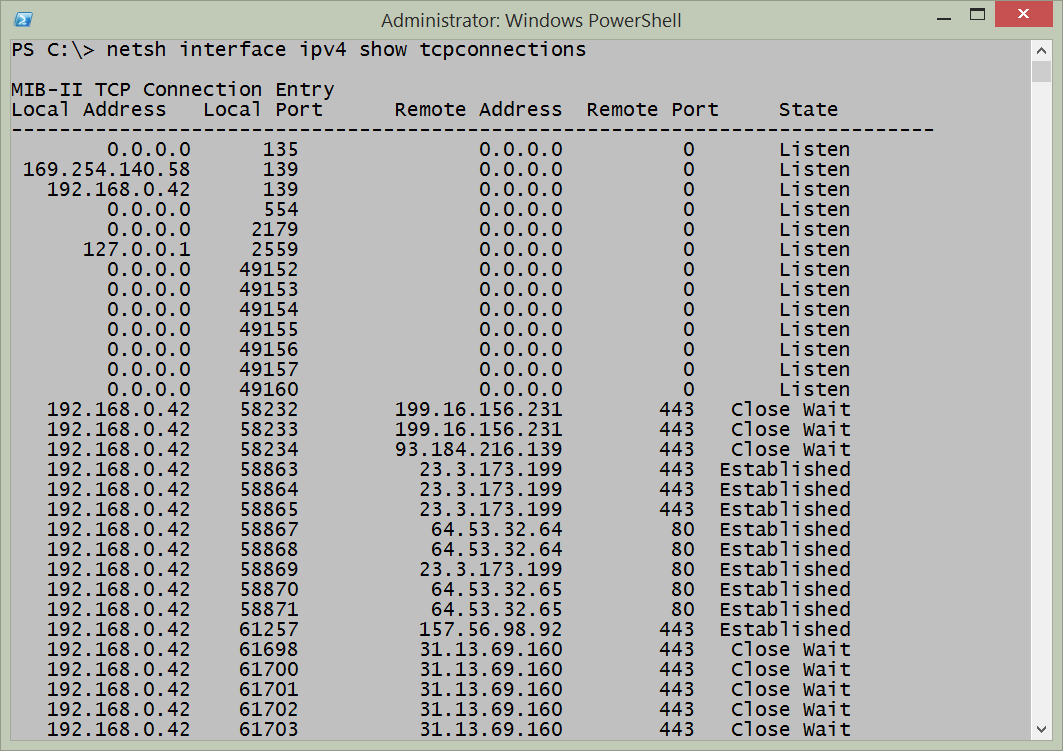 Administrator: Windows PowerShell
PS C:\> netsh interface ipv4 show tcpconnections
MIB-II TCP Connection Entry
Local Address   Local Port      Remote Address  Remote Port     State
-----------------------------------------------------------------------------
0.0.0.0 135 0.0.0.0 0 Listen
169.254.140.58 139 0.0.0.0 0 Listen
192.168.0.42 139 0.0.0.0 0 Listen
0.0.0.0 554 0.0.0.0 0 Listen
0.0.0.0 2179 0.0.0.0 0 Listen
127.0.0.1 2559 0.0.0.0 0 Listen
0.0.0.0 49152 0.0.0.0 0 Listen
0.0.0.0 49153 0.0.0.0 0 Listen
0.0.0.0 49154 0.0.0.0 0 Listen
0.0.0.0 49155 0.0.0.0 0 Listen
0.0.0.0 49156 0.0.0.0 0 Listen
0.0.0.0 49157 0.0.0.0 0 Listen
0.0.0.0 49160 0.0.0.0 0 Listen
192.168.0.42 58232 199.16.156.231 443 Close Wait
192.168.0.42 58233 199.16.156.231 443 Close Wait
192.168.0.42 58234 93.184.216.139 443 Close Wait
192.168.0.42 58863 23.3.173.199 443 Established
192.168.0.42 58864 23.3.173.199 443 Established
192.168.0.42 58865 23.3.173.199 443 Established
192.168.0.42 58867 64.53.32.64 80 Established
192.168.0.42 58868 64.53.32.64 80 Established
192.168.0.42 58869 23.3.173.199 80 Established
192.168.0.42 58870 64.53.32.65 80 Established
192.168.0.42 58871 64.53.32.65 80 Established
192.168.0.42 61257 157.56.98.92 443 Established
192.168.0.42 61698 31.13.69.160 443 Close Wait
192.168.0.42 61700 31.13.69.160 443 Close Wait
192.168.0.42 61701 31.13.69.160 443 Close Wait
192.168.0.42 61702 31.13.69.160 443 Close Wait
192.168.0.42 61703 31.13.69.160 443 Close Wait